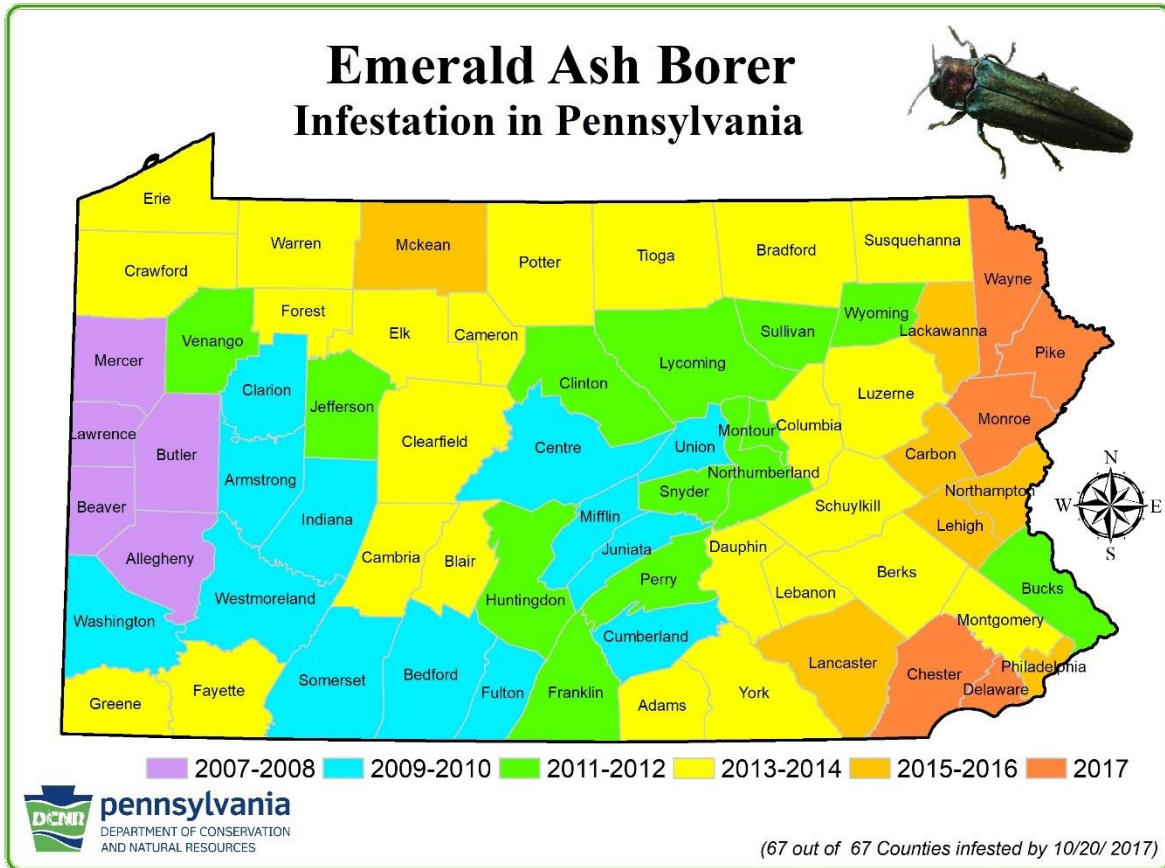 Emerald Ash Borer
Infestation in Pennsylvania
Erie
Warren
Mckean
Potter
Tioga
Bradford
Susquehanna
Wayne
Crawford
Forest
Elk
Cameron
Venango
Mercer
Clarion
Jefferson
Clinton
Lycoming
Sullivan
Wyoming
Lackawanna
Pike
Luzerne
Monroe
Lawrence
Butler
Clearfield
Centre
Union
Montour
Columbia
Northumberland
Carbon
Armstrong
Snyder
Northampton
Beaver
Indiana
Mifflin
Schuylkill
Lehigh
Allegheny
Cambria
Blair
Juniata
Dauphin
Berks
Lebanon
Huntingdon
Perry
Bucks
Westmoreland
Washington
Cumberland
Montgomery
Philadelphia
Lancaster
Chester
Delaware
Greene
Fayette
Somerset
Bedford
Fulton
Franklin
Adams
York
N
W E
S
2007-2008 2009-2010 2011-2012 2013-2014 2015-2016 2017
DCNR
pennsylvania
DEPARTMENT OF CONSERVATION
AND NATURAL RESOURCES
(67 out of 67 Counties infested by 10/20/ 2017)